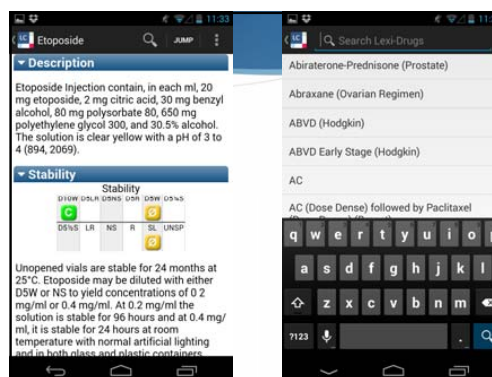 11:33
LC Etoposide JUMP
Description
Etoposide Injection contain, in each ml, 20
mg etoposide, 2 mg citric acid, 30 mg benzyl
alcohol, 80 mg polysorbate 80, 650 mg
polyethylene glycol 300, and 30.5% alcohol.
The solution is clear yellow with a pH of 3 to
4 (894, 2069).
Stability
Stability
D10W D5LR D5NS D5R D5W D5¼S
C Ø
D5½S LR NS R SL UNSP
Ø
Unopened vials are stable for 24 months at
25°C. Etoposide may be diluted with either
D5W or NS to yield concentrations of 0 2
mg/ml or 0.4 mg/ml. At 0.2 mg/ml the
solution is stable for 96 hours and at 0.4 mg/
ml, it is stable for 24 hours at room
temperature with normal artificial lighting
and in both glass and plastic containers
11:3
LC Search Lexi-Drugs
Abiraterone-Prednisone (Prostate)
Abraxane (Ovarian Regimen)
ABVD (Hodgkin)
ABVD Early Stage (Hodgkin)
AC
AC (Dose Dense) followed by Paclitaxel
q w e r t y u i o p
a s d f g h j k l
z x c v b n m
?123 .